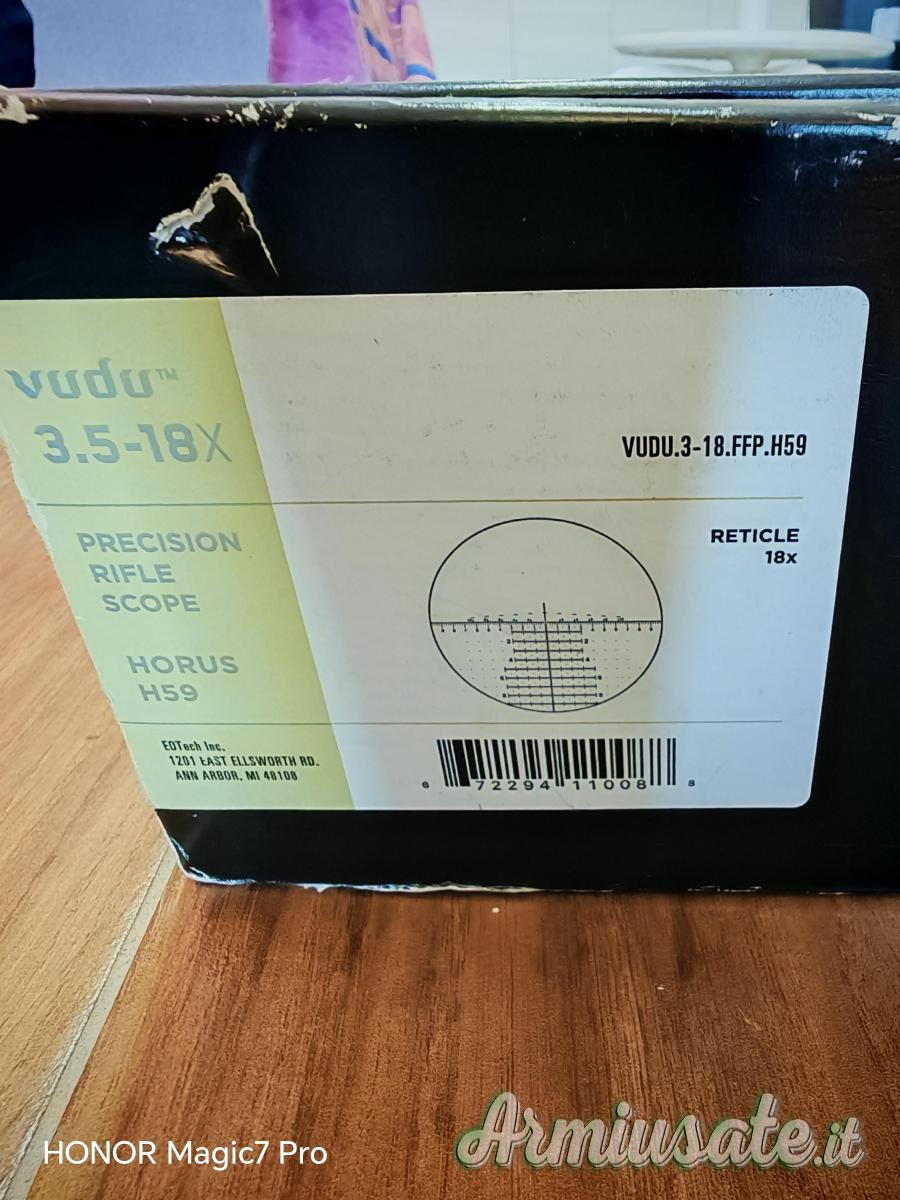 vudu™
3.5-18X
VUDU.3-18.FFP.H59
PRECISION
RIFLE
SCOPE
HORUS
H59
RETICLE
18x
EOTech Inc.
1201 EAST ELLSWORTH RD.
ANN ARBOR, MI 48108
6 72294 11008 8
HONOR Magic7 Pro
Armiusate.it